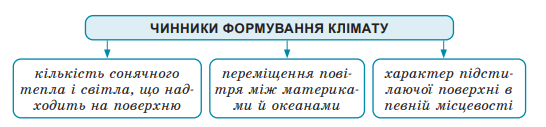 ЧИННИКИ ФОРМУВАННЯ КЛІМАТУ
кількість сонячного
тепла і світла, що над-
ходить на поверхню
переміщення пові-
тря між материка-
ми й океанами
характер підсти-
лаючої поверхні в
певній місцевості